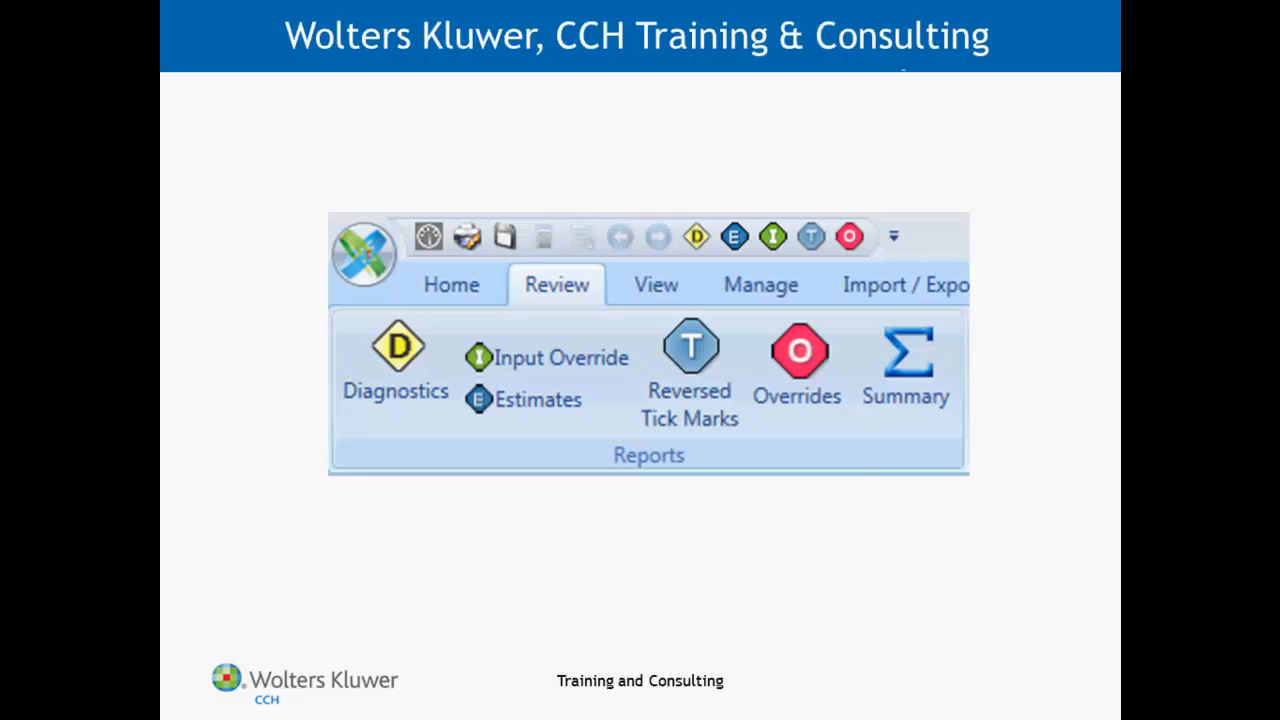 Wolters Kluwer, CCH Training & Consulting
D E I T O
Home Review View Manage Import / Expo
D I Input Override T O
Diagnostics E Estimates Reversed Overrides Summary
Tick Marks
Reports
Wolters Kluwer
CCH
Training and Consulting